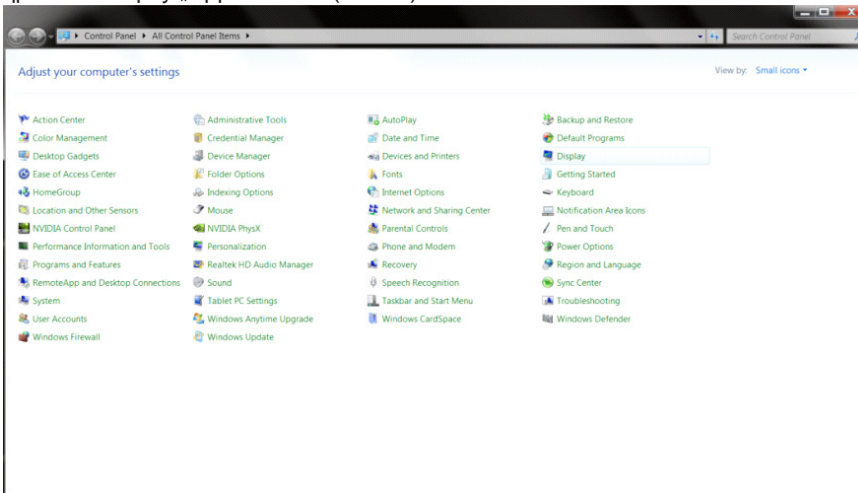 Control Panel ▸ All Control Panel Items ▸
Search Control Panel
Adjust your computer's settings
View by: Small icons
Action Center Administrative Tools AutoPlay Backup and Restore
Color Management Credential Manager Date and Time Default Programs
Desktop Gadgets Device Manager Devices and Printers Display
Ease of Access Center Folder Options Fonts Getting Started
HomeGroup Indexing Options Internet Options Keyboard
Location and Other Sensors Mouse Network and Sharing Center Notification Area Icons
NVIDIA Control Panel NVIDIA PhysX Parental Controls Pen and Touch
Performance Information and Tools Personalization Phone and Modem Power Options
Programs and Features Realtek HD Audio Manager Recovery Region and Language
RemoteApp and Desktop Connections Sound Speech Recognition Sync Center
System Tablet PC Settings Taskbar and Start Menu Troubleshooting
User Accounts Windows Anytime Upgrade Windows CardSpace Windows Defender
Windows Firewall Windows Update